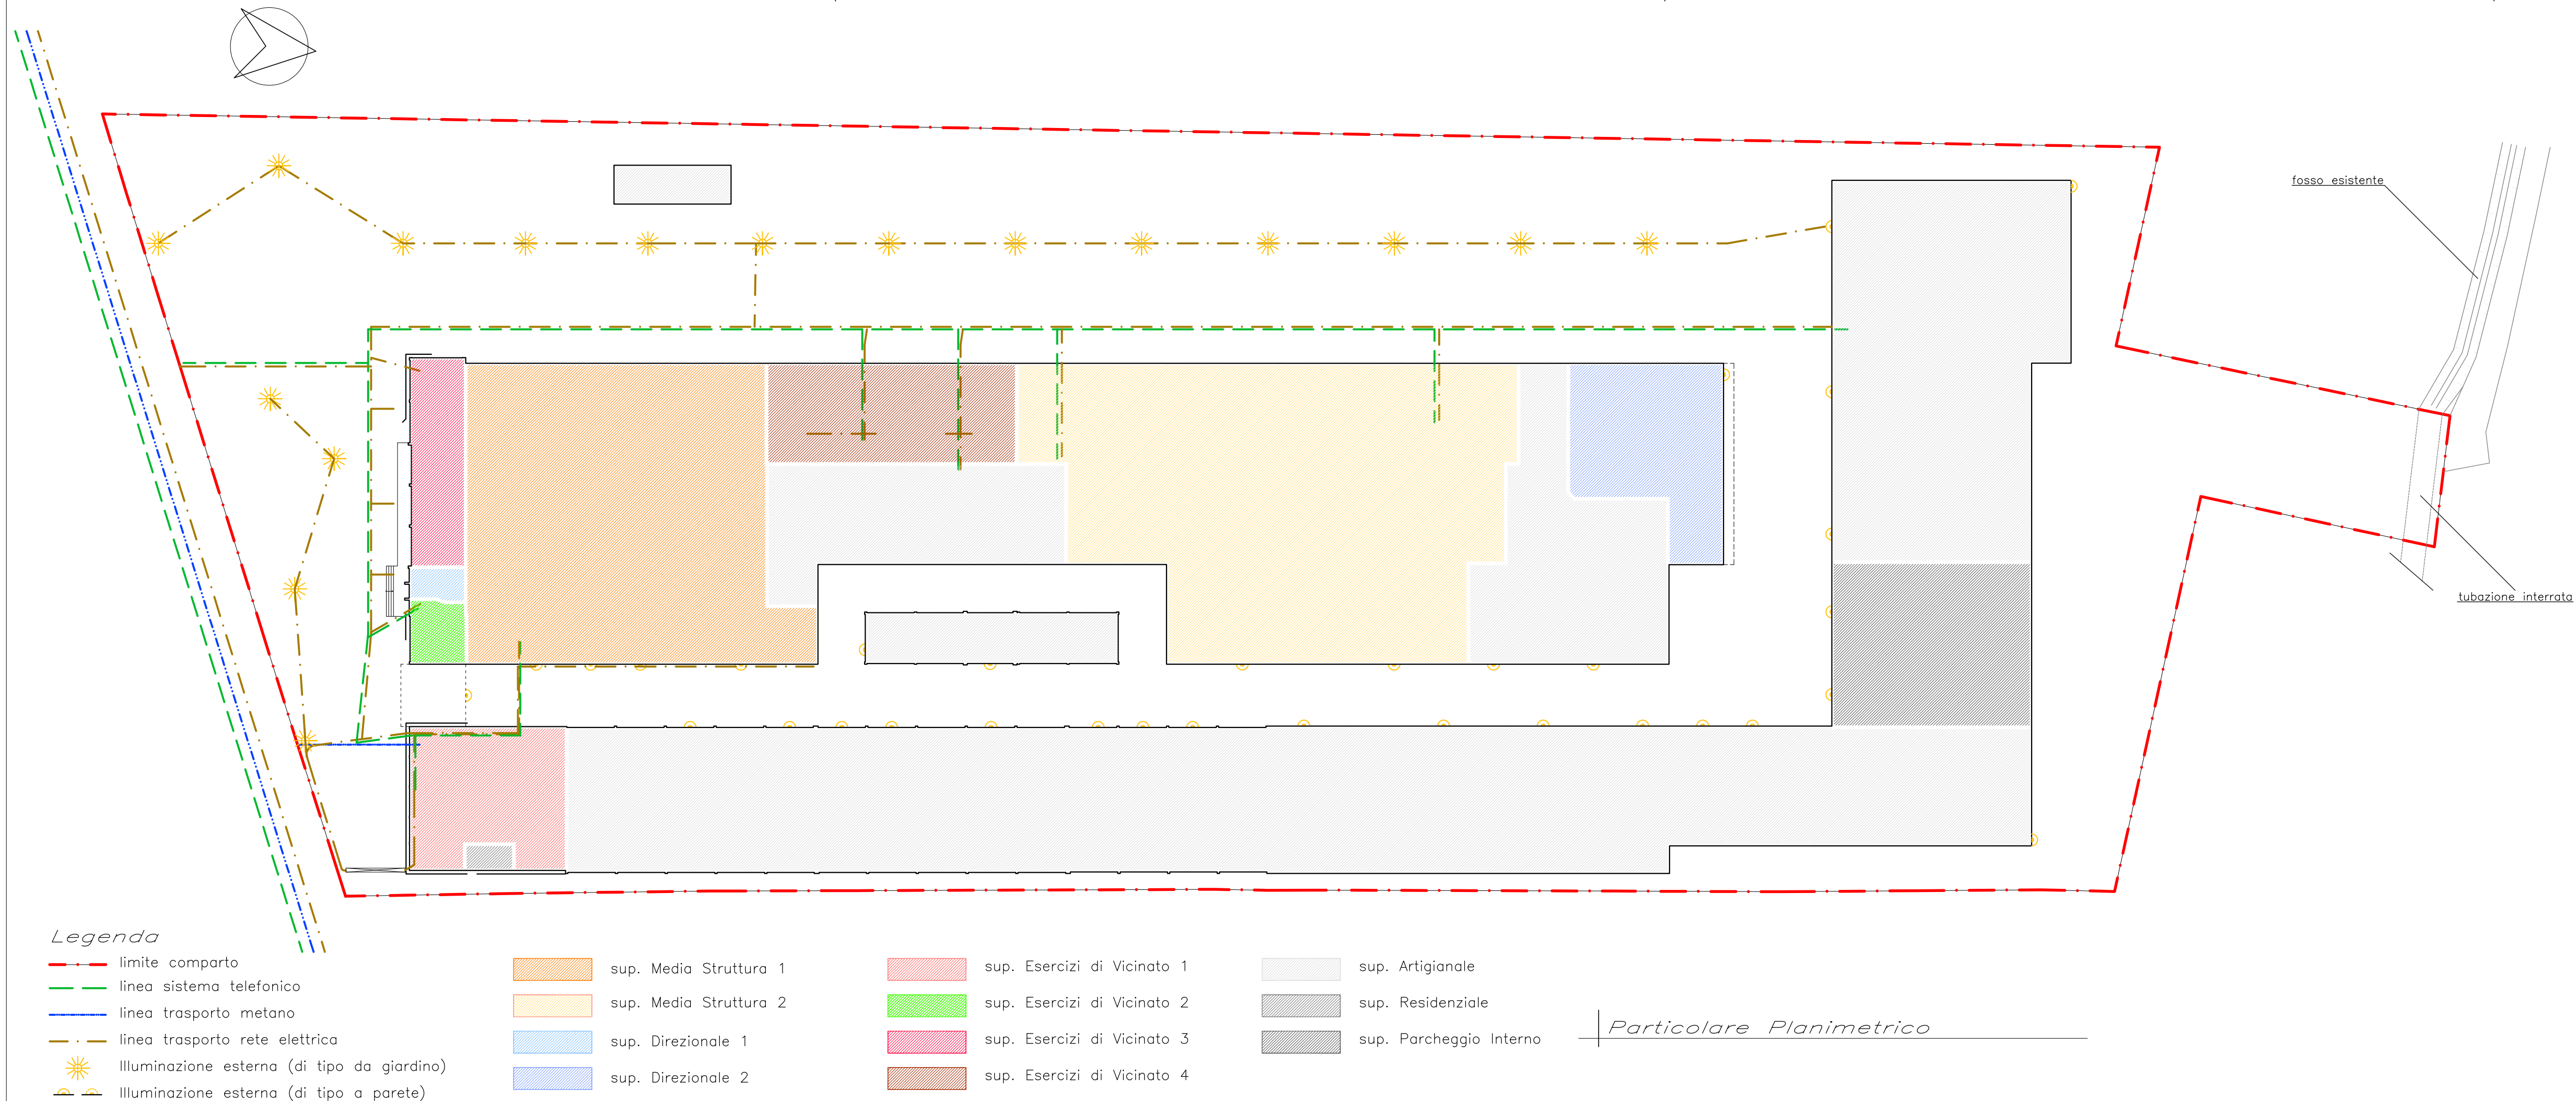 fosso esistente
tubazione interrata
Legenda
limite comparto
linea sistema telefonico
linea trasporto metano
linea trasporto rete elettrica
Illuminazione esterna (di tipo da giardino)
Illuminazione esterna (di tipo a parete)
sup. Media Struttura 1
sup. Media Struttura 2
sup. Direzionale 1
sup. Direzionale 2
sup. Esercizi di Vicinato 1
sup. Esercizi di Vicinato 2
sup. Esercizi di Vicinato 3
sup. Esercizi di Vicinato 4
sup. Artigianale
sup. Residenziale
sup. Parcheggio Interno
Particolare Planimetrico